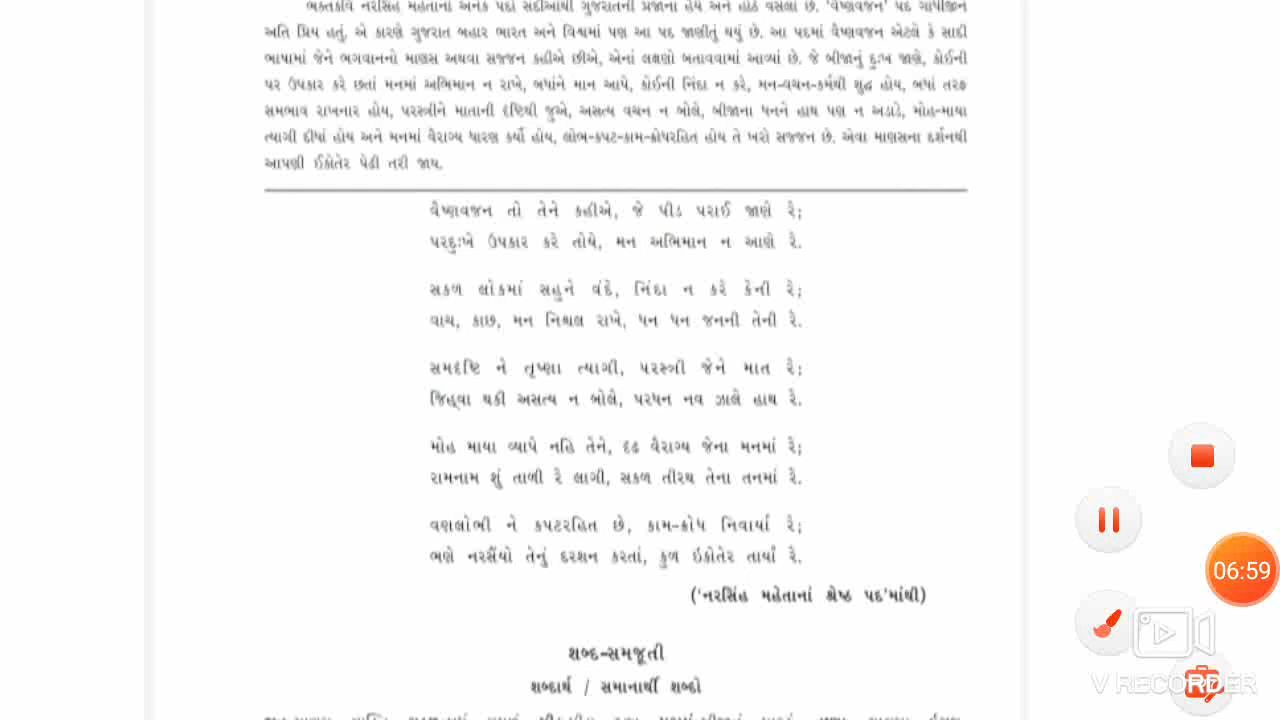 ભક્તકવિ નરસિંહ મહેતાનાં અનેક પદો સદીઓથી ગુજરાતની પ્રજાના હૈયે અને હોઠે વસેલાં છે. ‘વૈષ્ણવજન’ પદ ગાંધીજીને
અતિ પ્રિય હતું. એ કારણે ગુજરાત બહાર ભારત અને વિશ્વમાં પણ આ પદ જાણીતું થયું છે. આ પદમાં વૈષ્ણવજન એટલે કે સાદી
ભાષામાં જેને ભગવાનનો માણસ અથવા સજ્જન કહીએ છીએ, એનાં લક્ષણો બતાવવામાં આવ્યાં છે. જે બીજાનું દુઃખ જાણે, કોઈની
પર ઉપકાર કરે છતાં મનમાં અભિમાન ન રાખે, બધાંને માન આપે, કોઈની નિંદા ન કરે, મન-વચન-કર્મથી શુદ્ધ હોય, બધાં તરફ
સમભાવ રાખનાર હોય, પરસ્ત્રીને માતાની દૃષ્ટિથી જુએ, અસત્ય વચન ન બોલે, બીજાના ધનને હાથ પણ ન અડાડે, મોહ-માયા
ત્યાગી દીધાં હોય અને મનમાં વૈરાગ્ય ધારણ કર્યો હોય, લોભ-કપટ-કામ-ક્રોધરહિત હોય તે ખરો સજ્જન છે. એવા માણસના દર્શનથી
આપણી ઈકોતેર પેઢી તરી જાય.
વૈષ્ણવજન તો તેને કહીએ, જે પીડ પરાઈ જાણે રે;
પરદુઃખે ઉપકાર કરે તોયે, મન અભિમાન ન આણે રે.
સકળ લોકમાં સહુને વંદે, નિંદા ન કરે કેની રે;
વાચ, કાછ, મન નિશ્ચલ રાખે, ધન ધન જનની તેની રે.
સમદૃષ્ટિ ને તૃષ્ણા ત્યાગી, પરસ્ત્રી જેને માત રે;
જિહ્વા થકી અસત્ય ન બોલે, પરધન નવ ઝાલે હાથ રે.
મોહ માયા વ્યાપે નહિ તેને, દૃઢ વૈરાગ્ય જેના મનમાં રે;
રામનામ શું તાળી રે લાગી, સકળ તીરથ તેના તનમાં રે.
વણલોભી ને કપટરહિત છે, કામ-ક્રોધ નિવાર્યા રે;
ભણે નરસૈંયો તેનું દરશન કરતાં, કુળ ઇકોતેર તાર્યાં રે.
(‘નરસિંહ મહેતાનાં શ્રેષ્ઠ પદ’માંથી)
શબ્દ-સમજૂતી
શબ્દાર્થ / સમાનાર્થી શબ્દો
06:59
V RECORDER